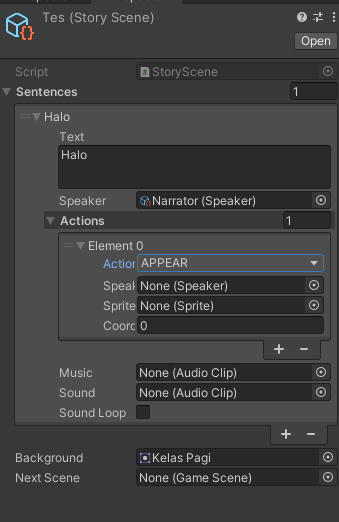 Tes (Story Scene)
Open
Script StoryScene
Sentences 1
Halo
Text
Halo
Speaker Narrator (Speaker)
Actions 1
Element 0
Action APPEAR
Speak None (Speaker)
Sprite None (Sprite)
Coord 0
Music None (Audio Clip)
Sound None (Audio Clip)
Sound Loop
Background Kelas Pagi
Next Scene None (Game Scene)